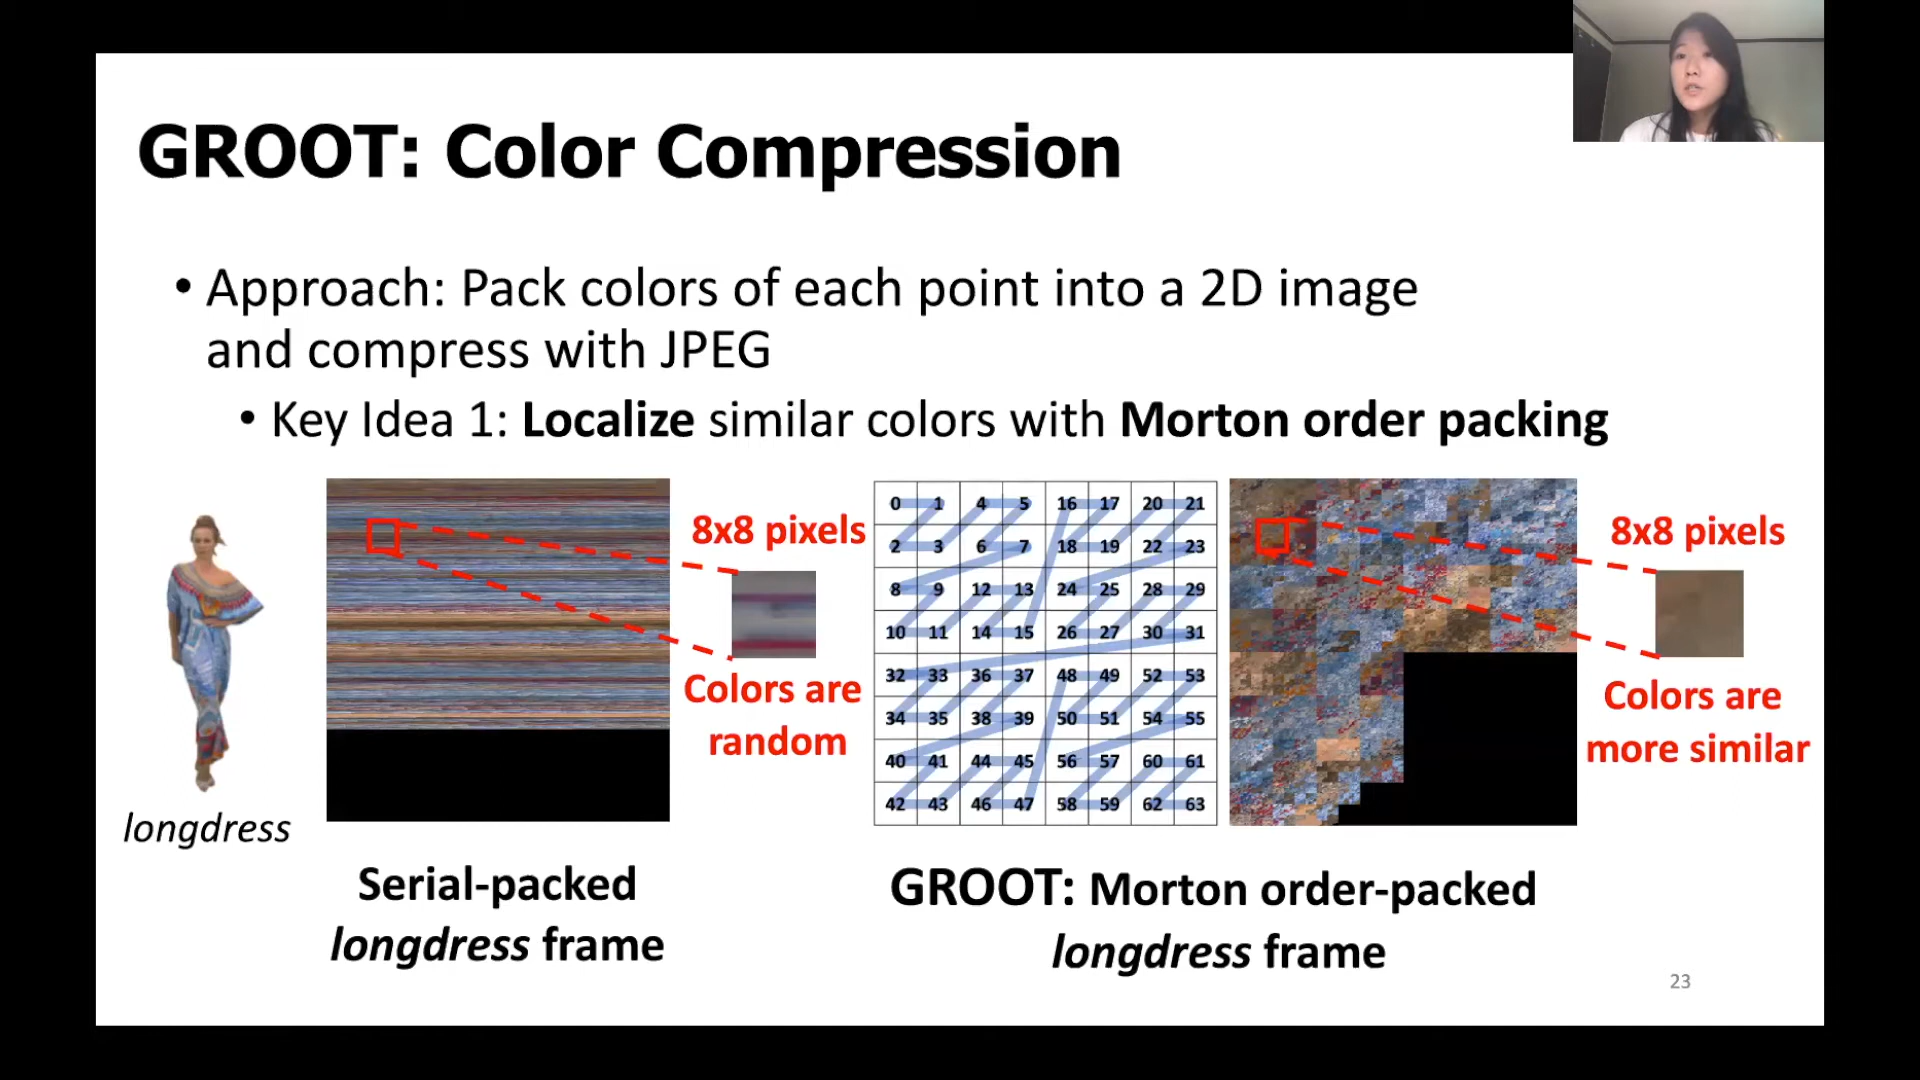 GROOT: Color Compression
• Approach: Pack colors of each point into a 2D image
and compress with JPEG
• Key Idea 1: Localize similar colors with Morton order packing
longdress
8x8 pixels
Colors are
random
Serial-packed
longdress frame
0 1 4 5 16 17 20 21
2 3 6 7 18 19 22 23
8 9 12 13 24 25 28 29
10 11 14 15 26 27 30 31
32 33 36 37 48 49 52 53
34 35 38 39 50 51 54 55
40 41 44 45 56 57 60 61
42 43 46 47 58 59 62 63
8x8 pixels
Colors are
more similar
GROOT: Morton order-packed
longdress frame
23